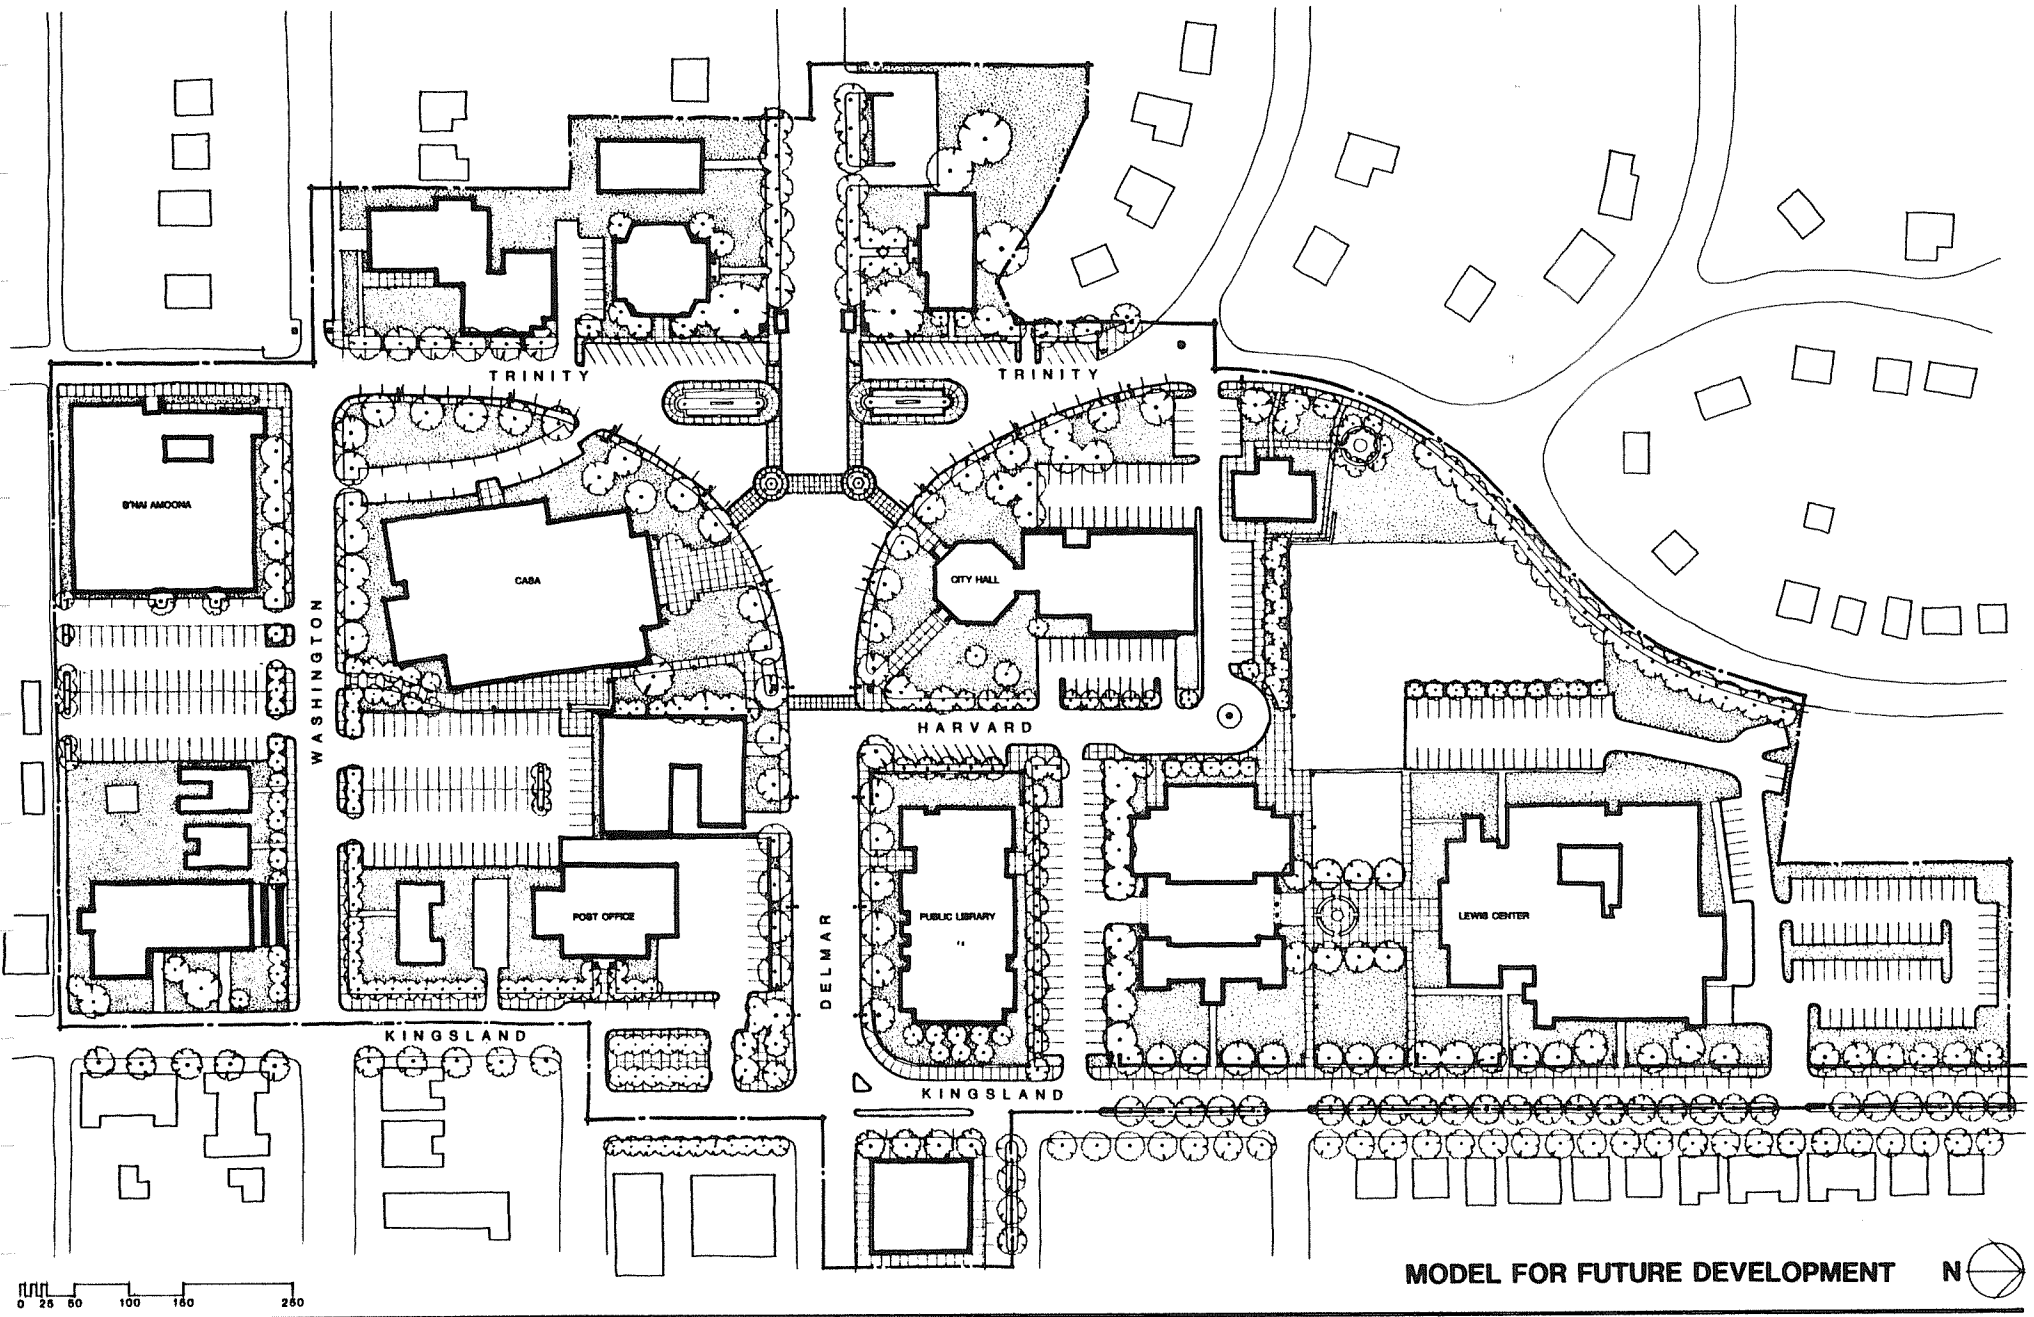 TRINITY
TRINITY
B'NAI AMOONA
CASA
CITY HALL
WASHINGTON
HARVARD
POST OFFICE
DELMAR
PUBLIC LIBRARY
LEWIS CENTER
KINGSLAND
KINGSLAND
MODEL FOR FUTURE DEVELOPMENT N
0 25 50 100 150 250